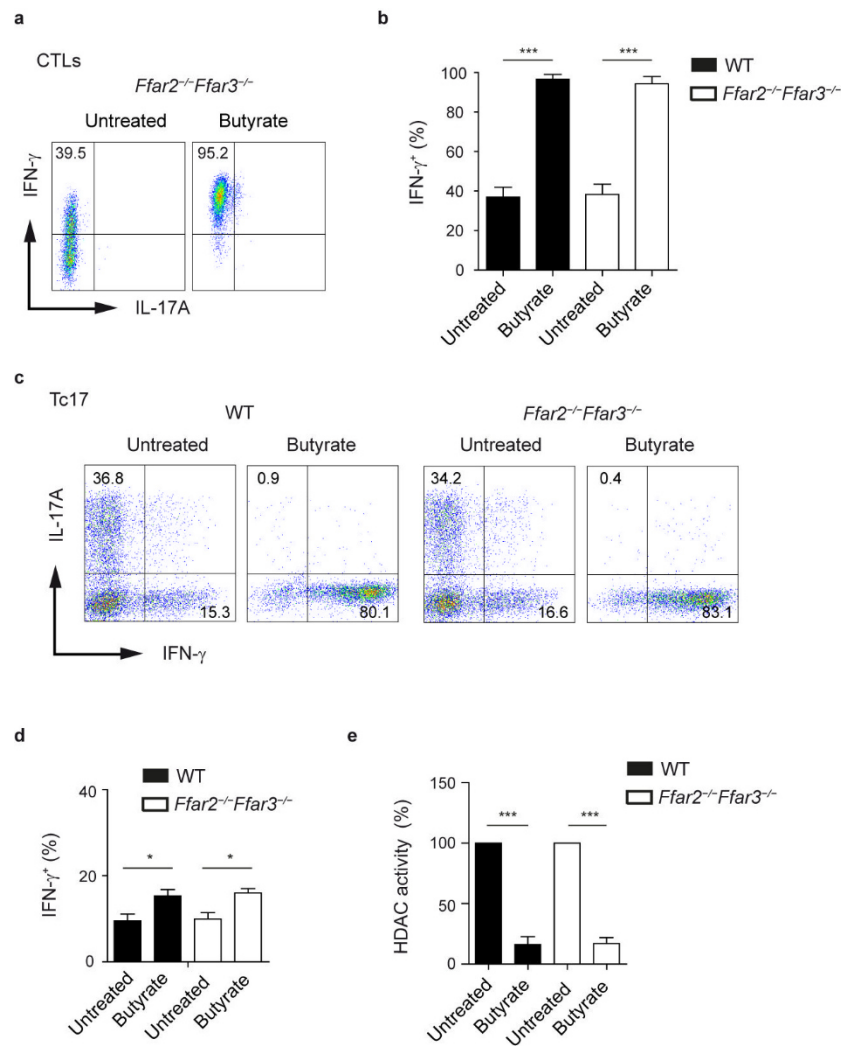 a
CTLs
Ffar2–/–Ffar3–/–
Untreated Butyrate
39.5 95.2
IFN-γ
IL-17A
b
*** ***
WT
Ffar2–/–Ffar3–/–
100
80
60
40
20
0
IFN-γ+ (%)
Untreated Butyrate Untreated Butyrate
c
Tc17
WT Ffar2–/–Ffar3–/–
Untreated Butyrate Untreated Butyrate
36.8 0.9 34.2 0.4
IL-17A
15.3 80.1 16.6 83.1
IFN-γ
d
WT
Ffar2–/–Ffar3–/–
40
20
0
IFN-γ+ (%)
* *
Untreated Butyrate Untreated Butyrate
e
WT
Ffar2–/–Ffar3–/–
*** ***
150
100
50
0
HDAC activity (%)
Untreated Butyrate Untreated Butyrate